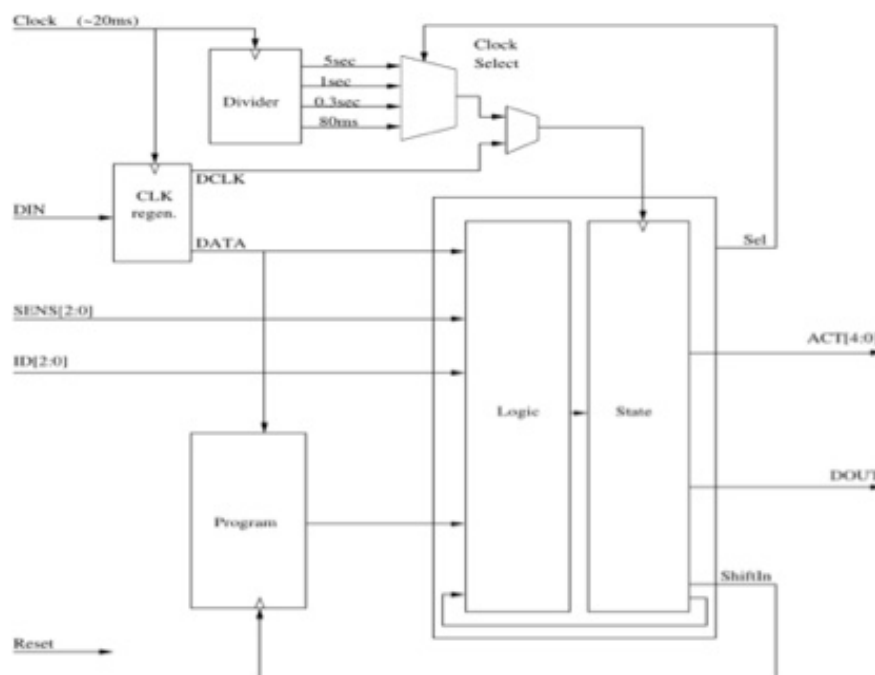 Clock (~20ms)
Clock
Select
5sec
1sec
0.3sec
80ms
Divider
DCLK
CLK
regen.
DIN
DATA
Sel
SENS[2:0]
ACT[4:0]
ID[2:0]
Logic
State
DOUT
Program
ShiftIn
Reset